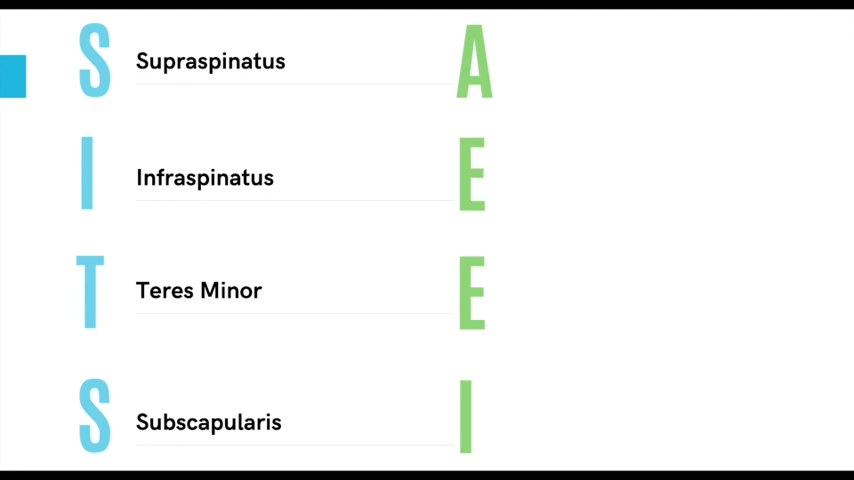 S Supraspinatus A
I Infraspinatus E
T Teres Minor E
S Subscapularis I